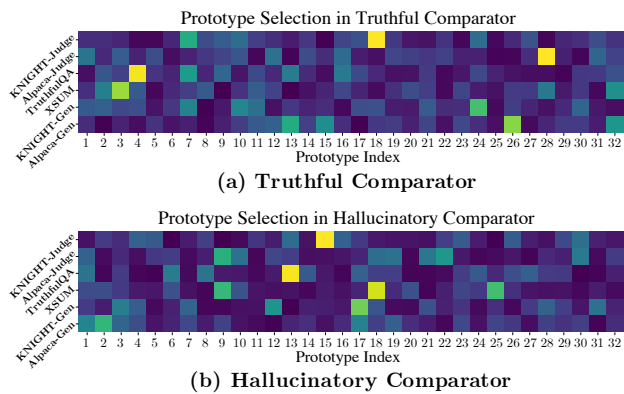 Prototype Selection in Truthful Comparator
KNIGHT-Judge
Alpaca-Judge
TruthfulQA
XSUM
KNIGHT-Gen.
Alpaca-Gen.
1 2 3 4 5 6 7 8 9 10 11 12 13 14 15 16 17 18 19 20 21 22 23 24 25 26 27 28 29 30 31 32
Prototype Index
(a) Truthful Comparator
Prototype Selection in Hallucinatory Comparator
KNIGHT-Judge
Alpaca-Judge
TruthfulQA
XSUM
KNIGHT-Gen.
Alpaca-Gen.
1 2 3 4 5 6 7 8 9 10 11 12 13 14 15 16 17 18 19 20 21 22 23 24 25 26 27 28 29 30 31 32
Prototype Index
(b) Hallucinatory Comparator